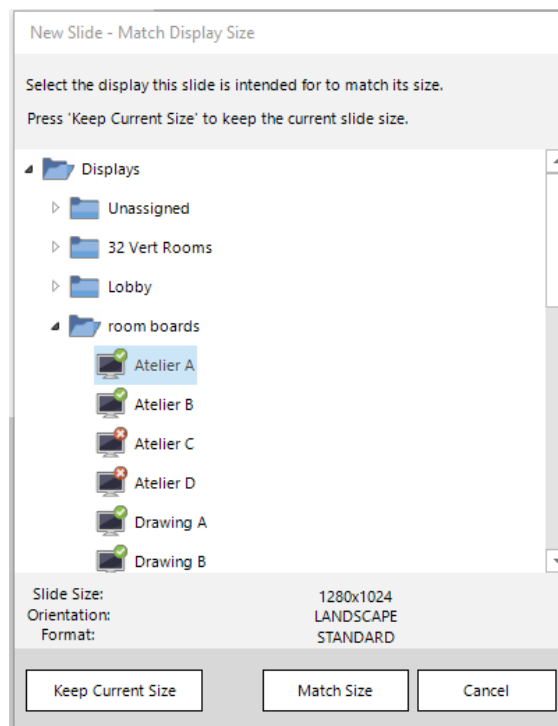 New Slide - Match Display Size
Select the display this slide is intended for to match its size.
Press 'Keep Current Size' to keep the current slide size.
Displays
Unassigned
32 Vert Rooms
Lobby
room boards
Atelier A
Atelier B
Atelier C
Atelier D
Drawing A
Drawing B
Slide Size: 1280x1024
Orientation: LANDSCAPE
Format: STANDARD
Keep Current Size Match Size Cancel